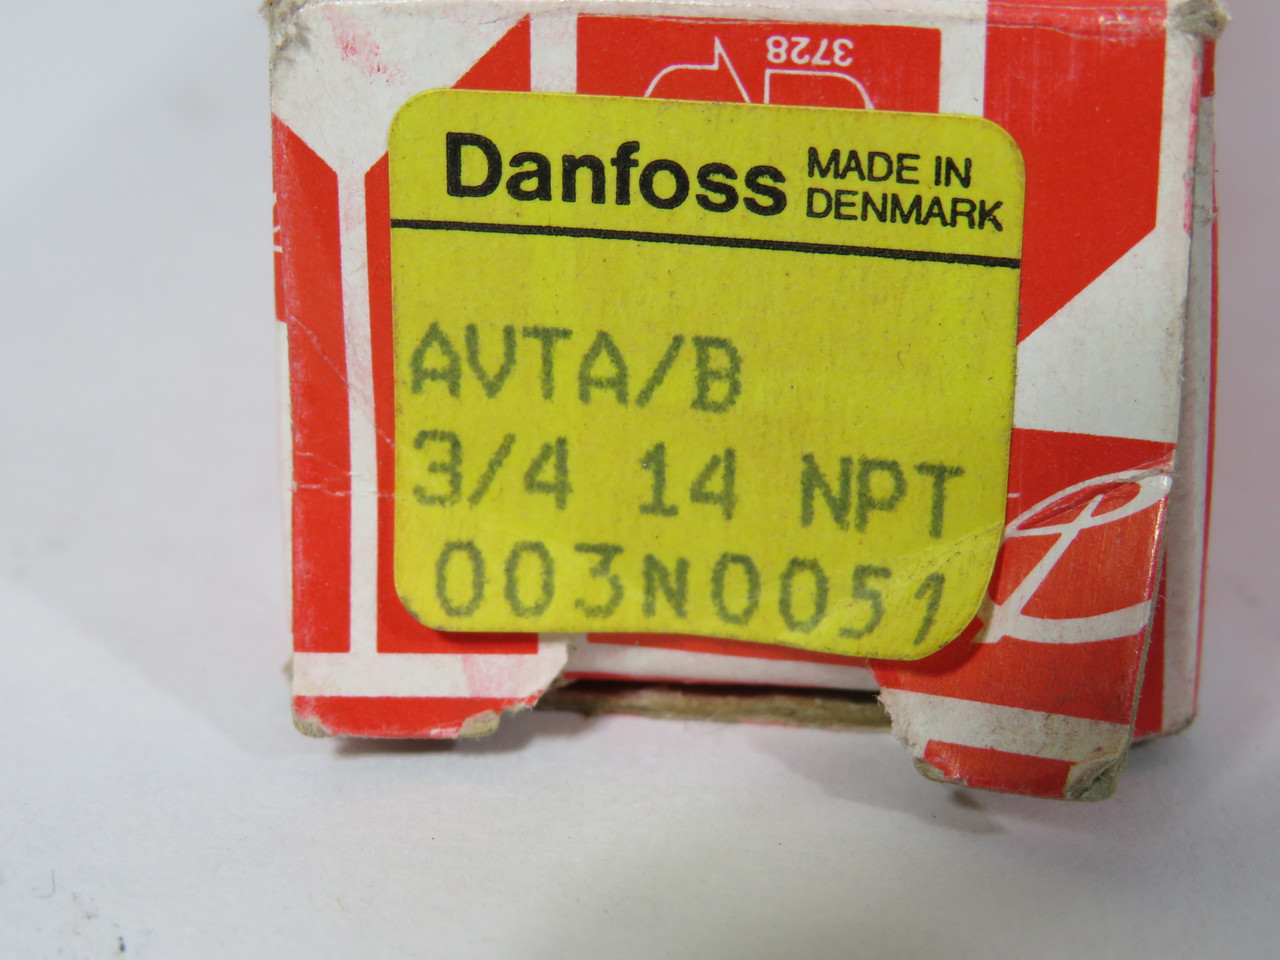 3728
Danfoss
MADE IN
DENMARK
AVTA/B
3/4 14 NPT
003N0051